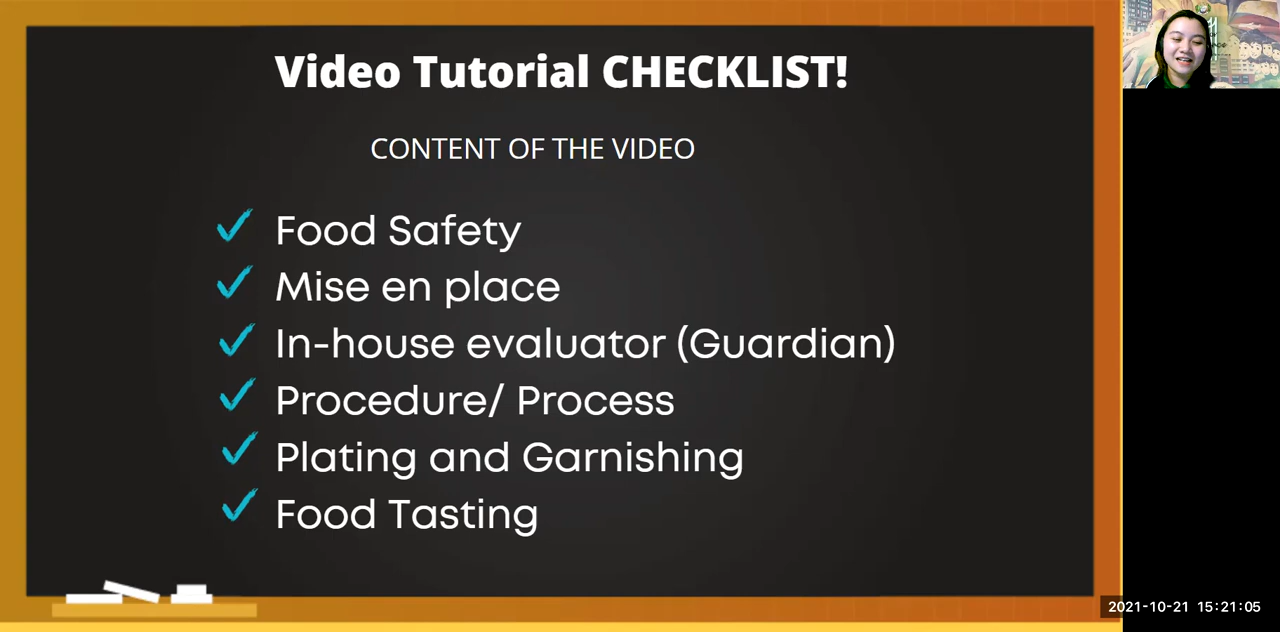 Video Tutorial CHECKLIST!
CONTENT OF THE VIDEO
Food Safety
Mise en place
In-house evaluator (Guardian)
Procedure/ Process
Plating and Garnishing
Food Tasting
2021-10-21 15:21:05